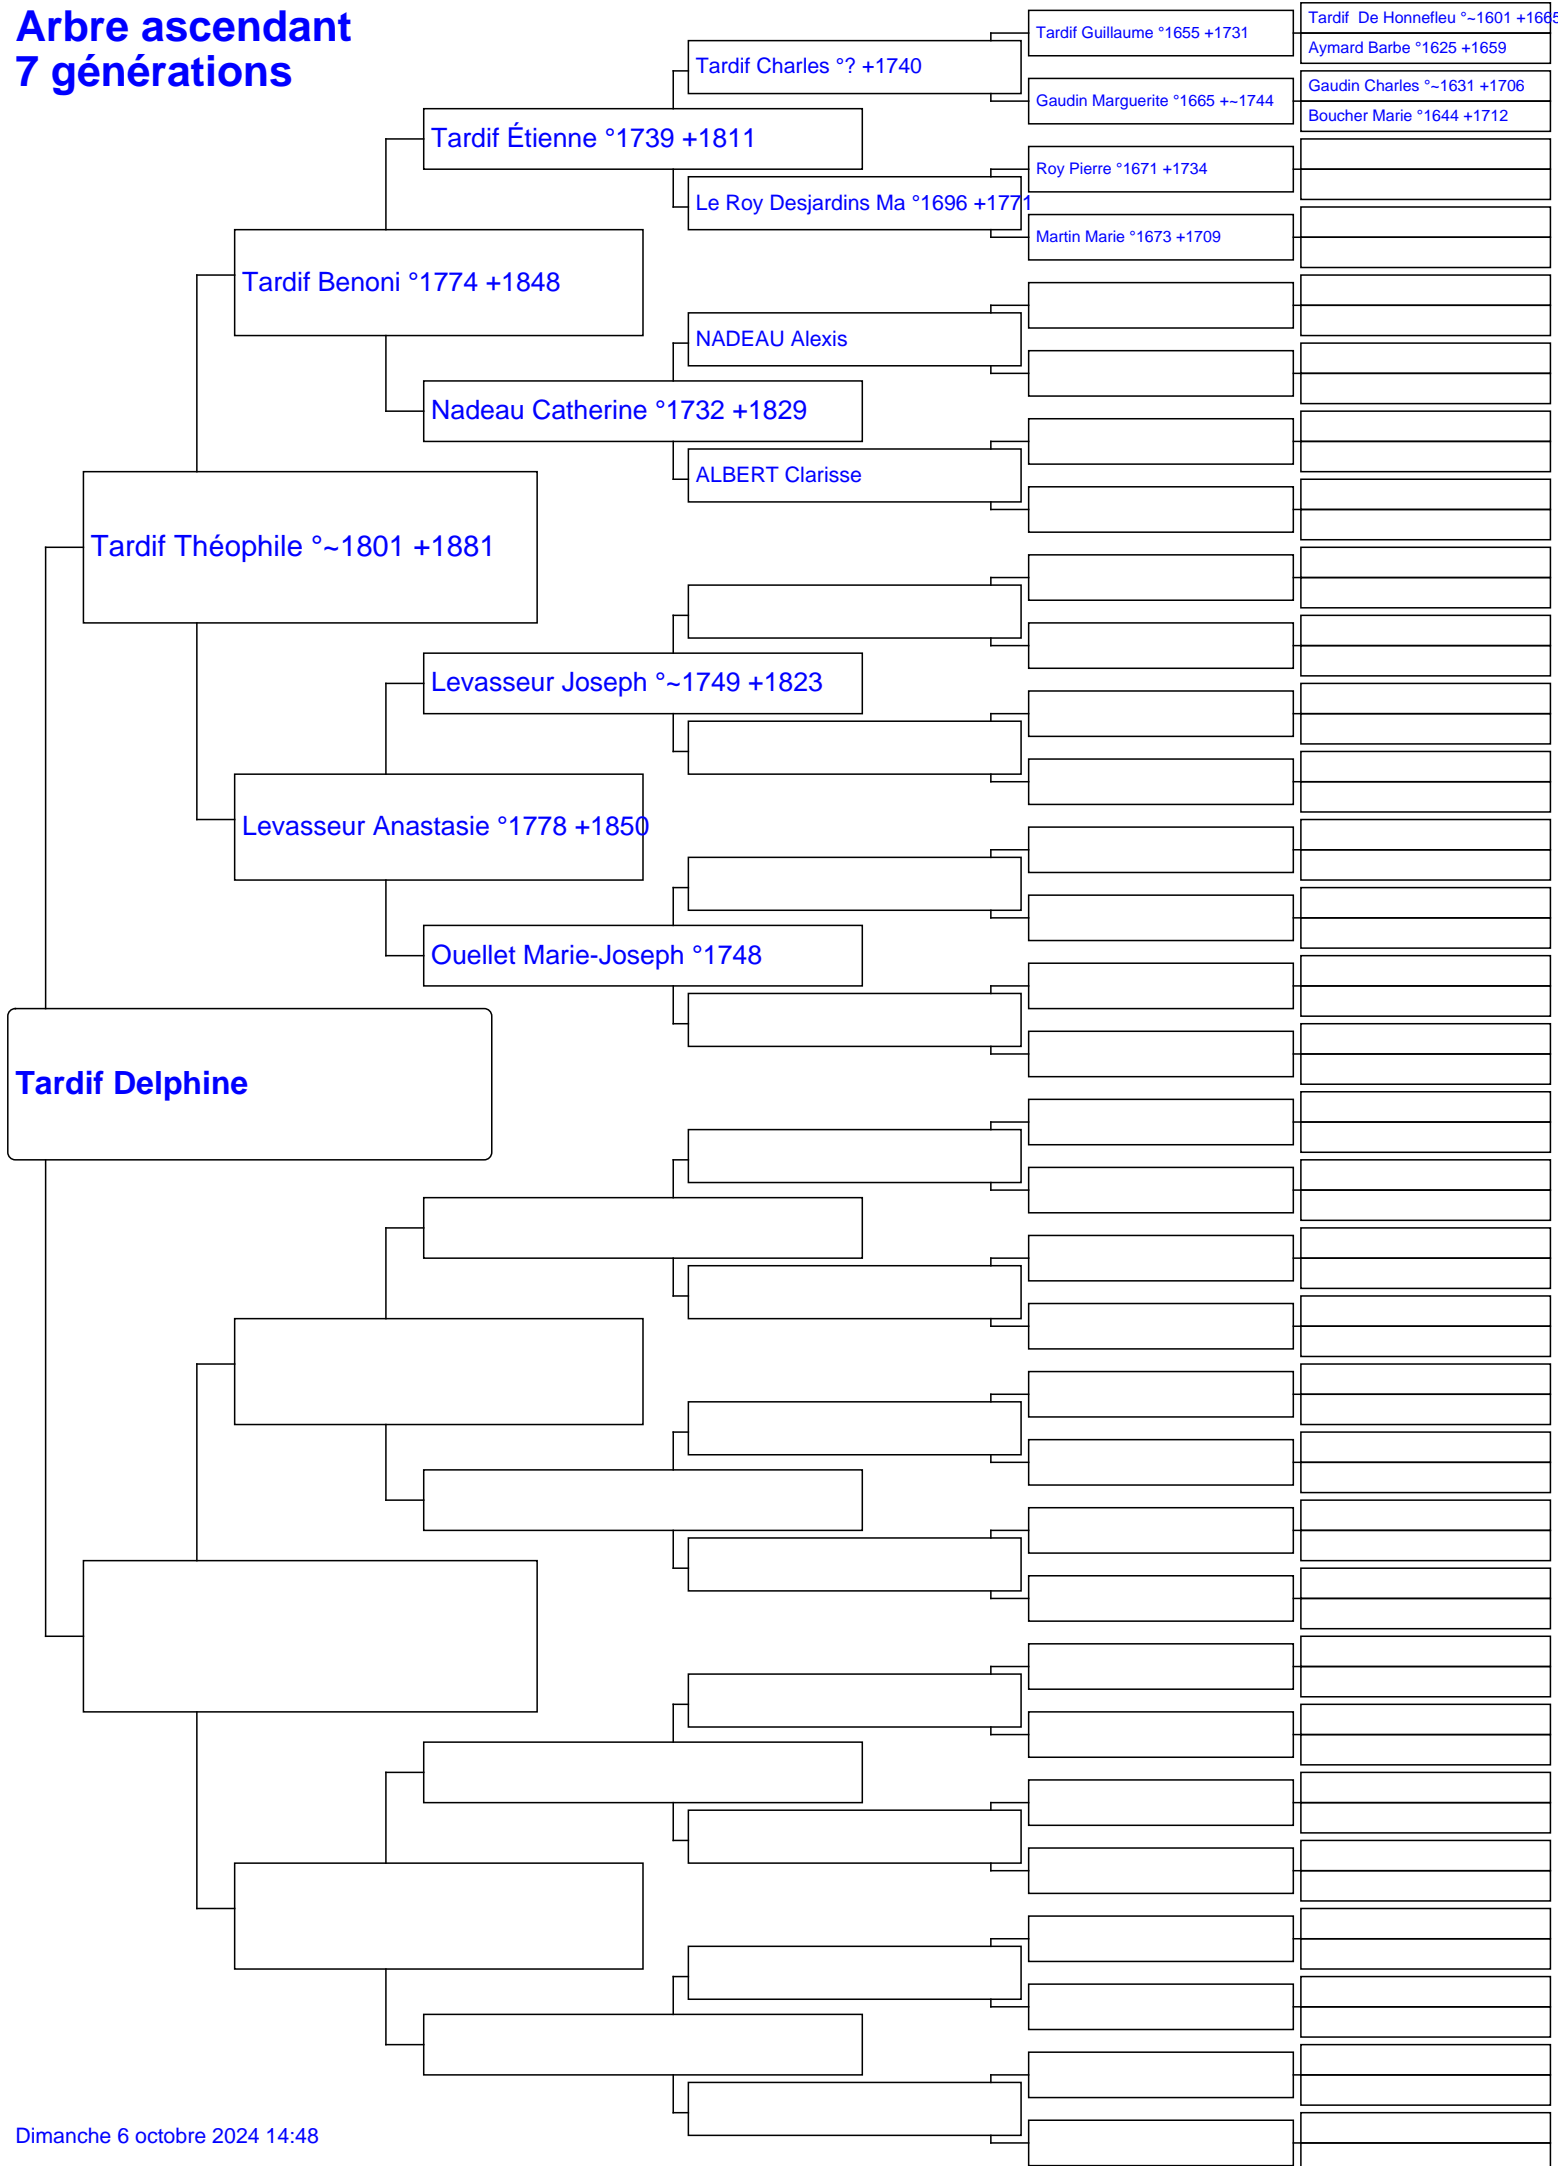 Arbre ascendant
7 générations
Tardif  De Honnefleu °~1601 +1665
Tardif Guillaume °1655 +1731
Aymard Barbe °1625 +1659
Tardif Charles °? +1740
Gaudin Charles °~1631 +1706
Gaudin Marguerite °1665 +~1744
Boucher Marie °1644 +1712
Tardif Étienne °1739 +1811
Roy Pierre °1671 +1734
Le Roy Desjardins Ma °1696 +1771
Martin Marie °1673 +1709
Tardif Benoni °1774 +1848
NADEAU Alexis
Nadeau Catherine °1732 +1829
ALBERT Clarisse
Tardif Théophile °~1801 +1881
Levasseur Joseph °~1749 +1823
Levasseur Anastasie °1778 +1850
Ouellet Marie-Joseph °1748
Tardif Delphine
Dimanche 6 octobre 2024 14:48